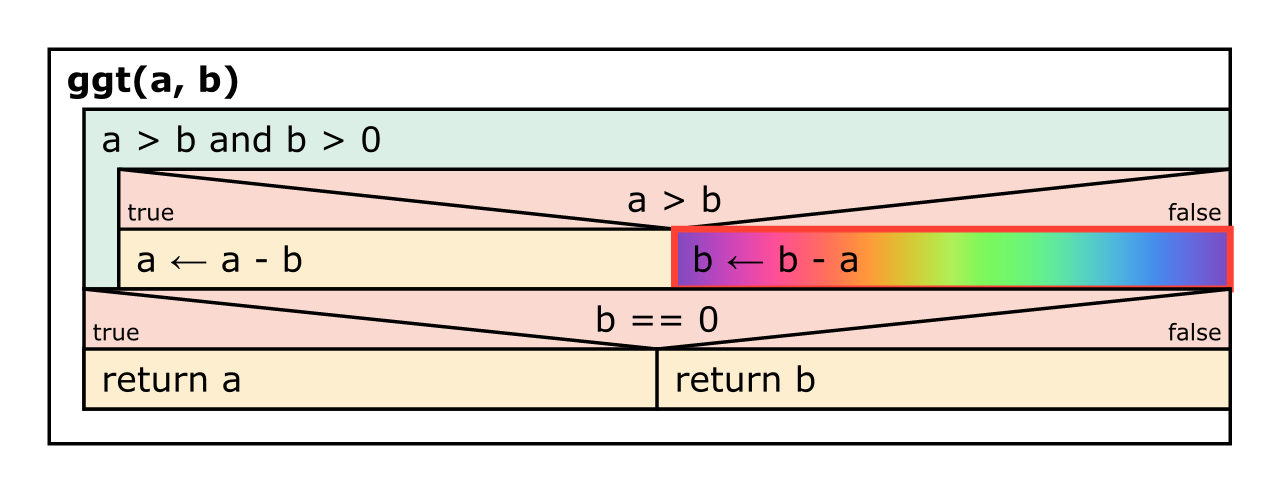 ggt(a, b)
a > b and b > 0
a > b
true
false
a ← a - b
b ← b - a
b == 0
true
false
return a
return b